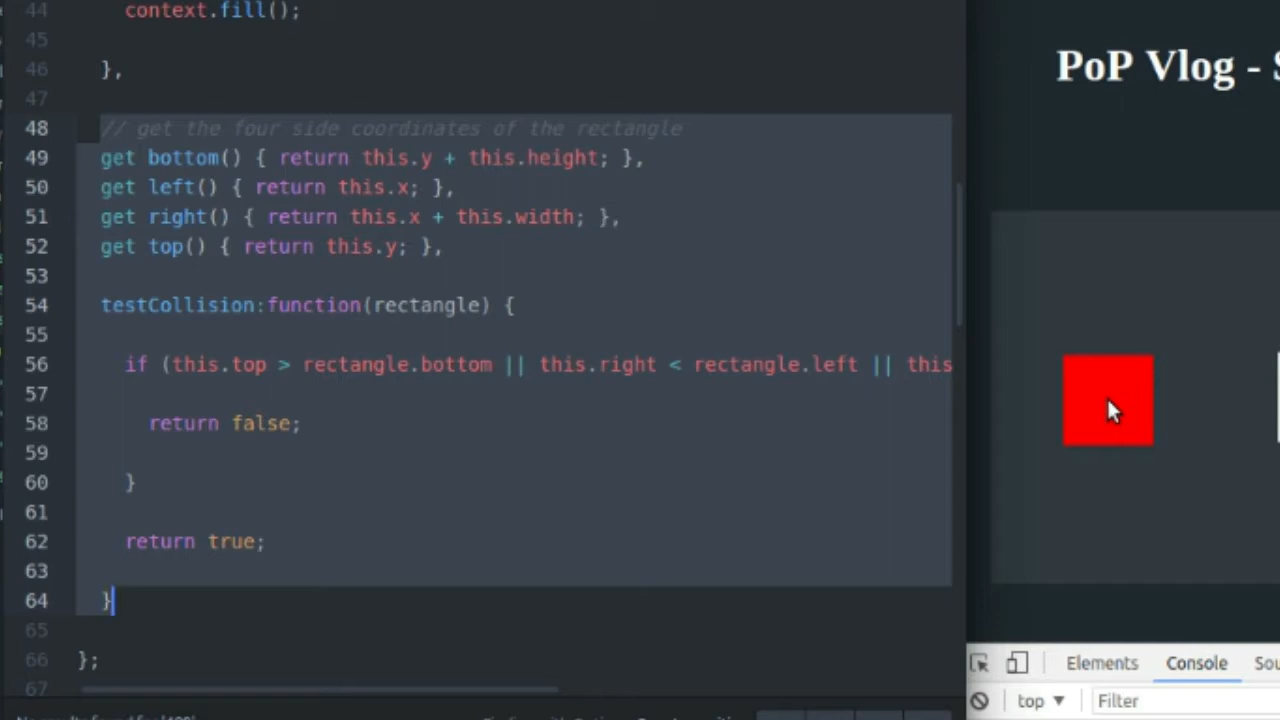 44 context.fill();
45
46 },
47
48 // get the four side coordinates of the rectangle
49 get bottom() { return this.y + this.height; },
50 get left() { return this.x; },
51 get right() { return this.x + this.width; },
52 get top() { return this.y; },
53
54 testCollision:function(rectangle) {
55
56 if (this.top > rectangle.bottom || this.right < rectangle.left || this
57
58 return false;
59
60 }
61
62 return true;
63
64 }
65
66 };
67
PoP Vlog -
Elements Console
top ▼ Filter